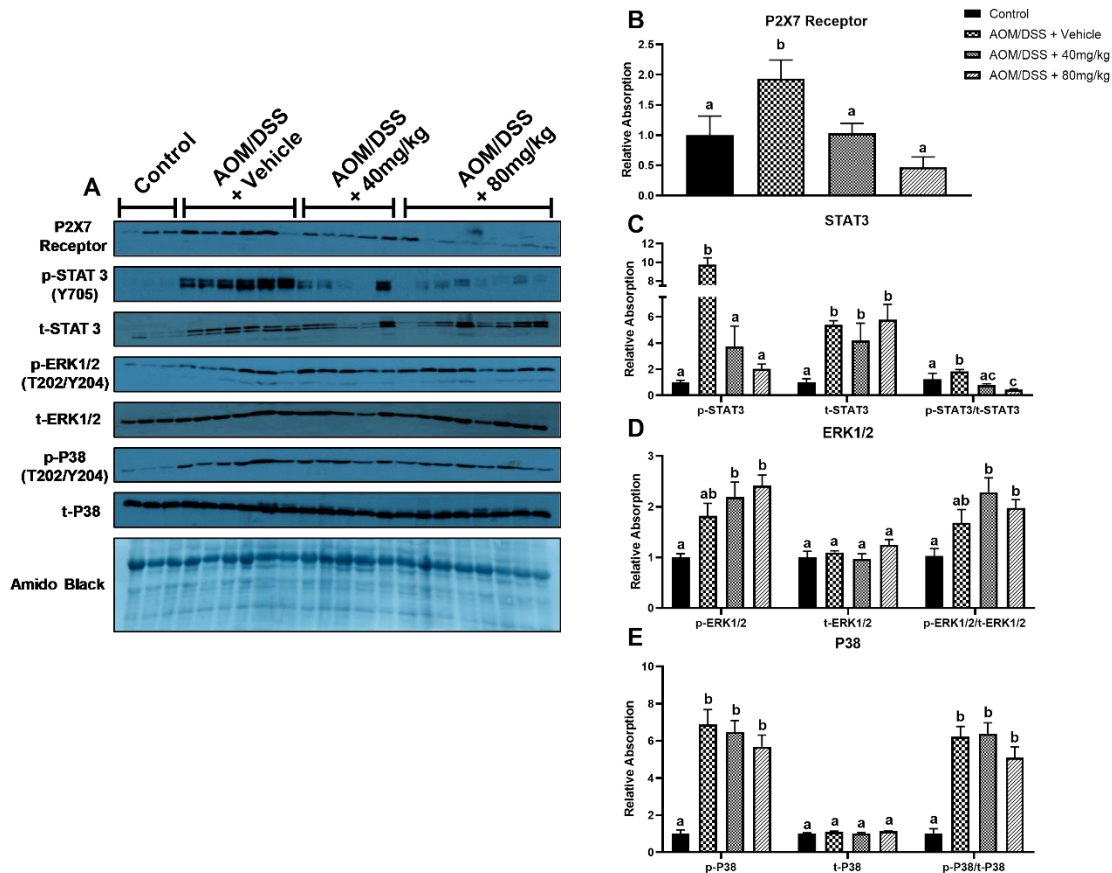 A
Control
AOM/DSS
+ Vehicle
AOM/DSS
+ 40mg/kg
AOM/DSS
+ 80mg/kg
P2X7
Receptor
p-STAT 3
(Y705)
t-STAT 3
p-ERK1/2
(T202/Y204)
t-ERK1/2
p-P38
(T202/Y204)
t-P38
Amido Black
B
P2X7 Receptor
Control
AOM/DSS + Vehicle
AOM/DSS + 40mg/kg
AOM/DSS + 80mg/kg
Relative Absorption
2.5
2.0
1.5
1.0
0.5
0.0
a
b
a
a
C
STAT3
Relative Absorption
12
10
8
6
4
2
0
a
b
a
a
a
b
b
b
a
b
ac
c
p-STAT3
t-STAT3
p-STAT3/t-STAT3
D
ERK1/2
Relative Absorption
3
2
1
0
a
ab
b
b
a
a
a
a
a
ab
b
b
p-ERK1/2
t-ERK1/2
p-ERK1/2/t-ERK1/2
E
P38
Relative Absorption
10
8
6
4
2
0
a
b
b
b
a
a
a
a
a
b
b
b
p-P38
t-P38
p-P38/t-P38